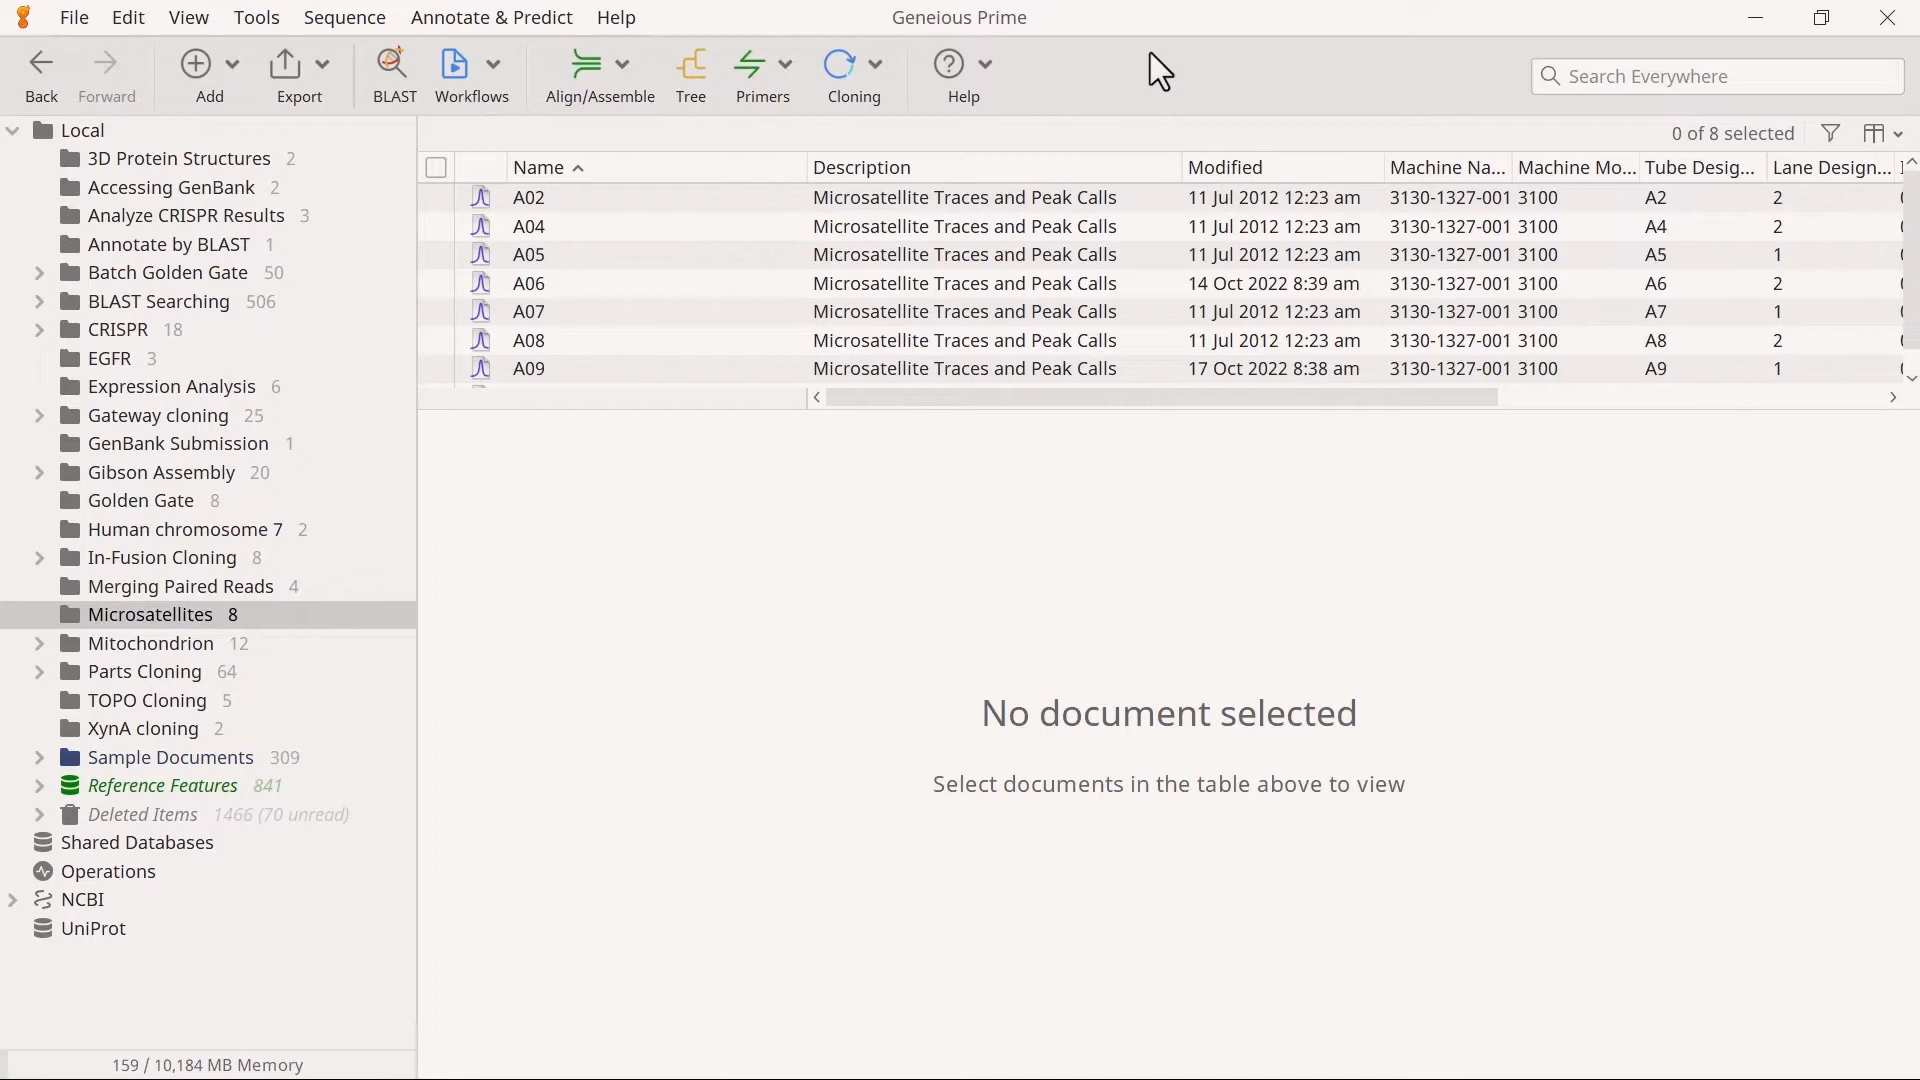 File Edit View Tools Sequence Annotate & Predict Help
Geneious Prime
Back Forward Add Export BLAST Workflows Align/Assemble Tree Primers Cloning Help
Search Everywhere
Local
3D Protein Structures 2
Accessing GenBank 2
Analyze CRISPR Results 3
Annotate by BLAST 1
Batch Golden Gate 50
BLAST Searching 506
CRISPR 18
EGFR 3
Expression Analysis 6
Gateway cloning 25
GenBank Submission 1
Gibson Assembly 20
Golden Gate 8
Human chromosome 7 2
In-Fusion Cloning 8
Merging Paired Reads 4
Microsatellites 8
Mitochondrion 12
Parts Cloning 64
TOPO Cloning 5
XynA cloning 2
Sample Documents 309
Reference Features 841
Deleted Items 1466 (70 unread)
Shared Databases
Operations
NCBI
UniProt
159 / 10,184 MB Memory
0 of 8 selected
Name Description Modified Machine Na... Machine Mo... Tube Desig... Lane Design...
A02 Microsatellite Traces and Peak Calls 11 Jul 2012 12:23 am 3130-1327-001 3100 A2 2
A04 Microsatellite Traces and Peak Calls 11 Jul 2012 12:23 am 3130-1327-001 3100 A4 2
A05 Microsatellite Traces and Peak Calls 11 Jul 2012 12:23 am 3130-1327-001 3100 A5 1
A06 Microsatellite Traces and Peak Calls 14 Oct 2022 8:39 am 3130-1327-001 3100 A6 2
A07 Microsatellite Traces and Peak Calls 11 Jul 2012 12:23 am 3130-1327-001 3100 A7 1
A08 Microsatellite Traces and Peak Calls 11 Jul 2012 12:23 am 3130-1327-001 3100 A8 2
A09 Microsatellite Traces and Peak Calls 17 Oct 2022 8:38 am 3130-1327-001 3100 A9 1
No document selected
Select documents in the table above to view